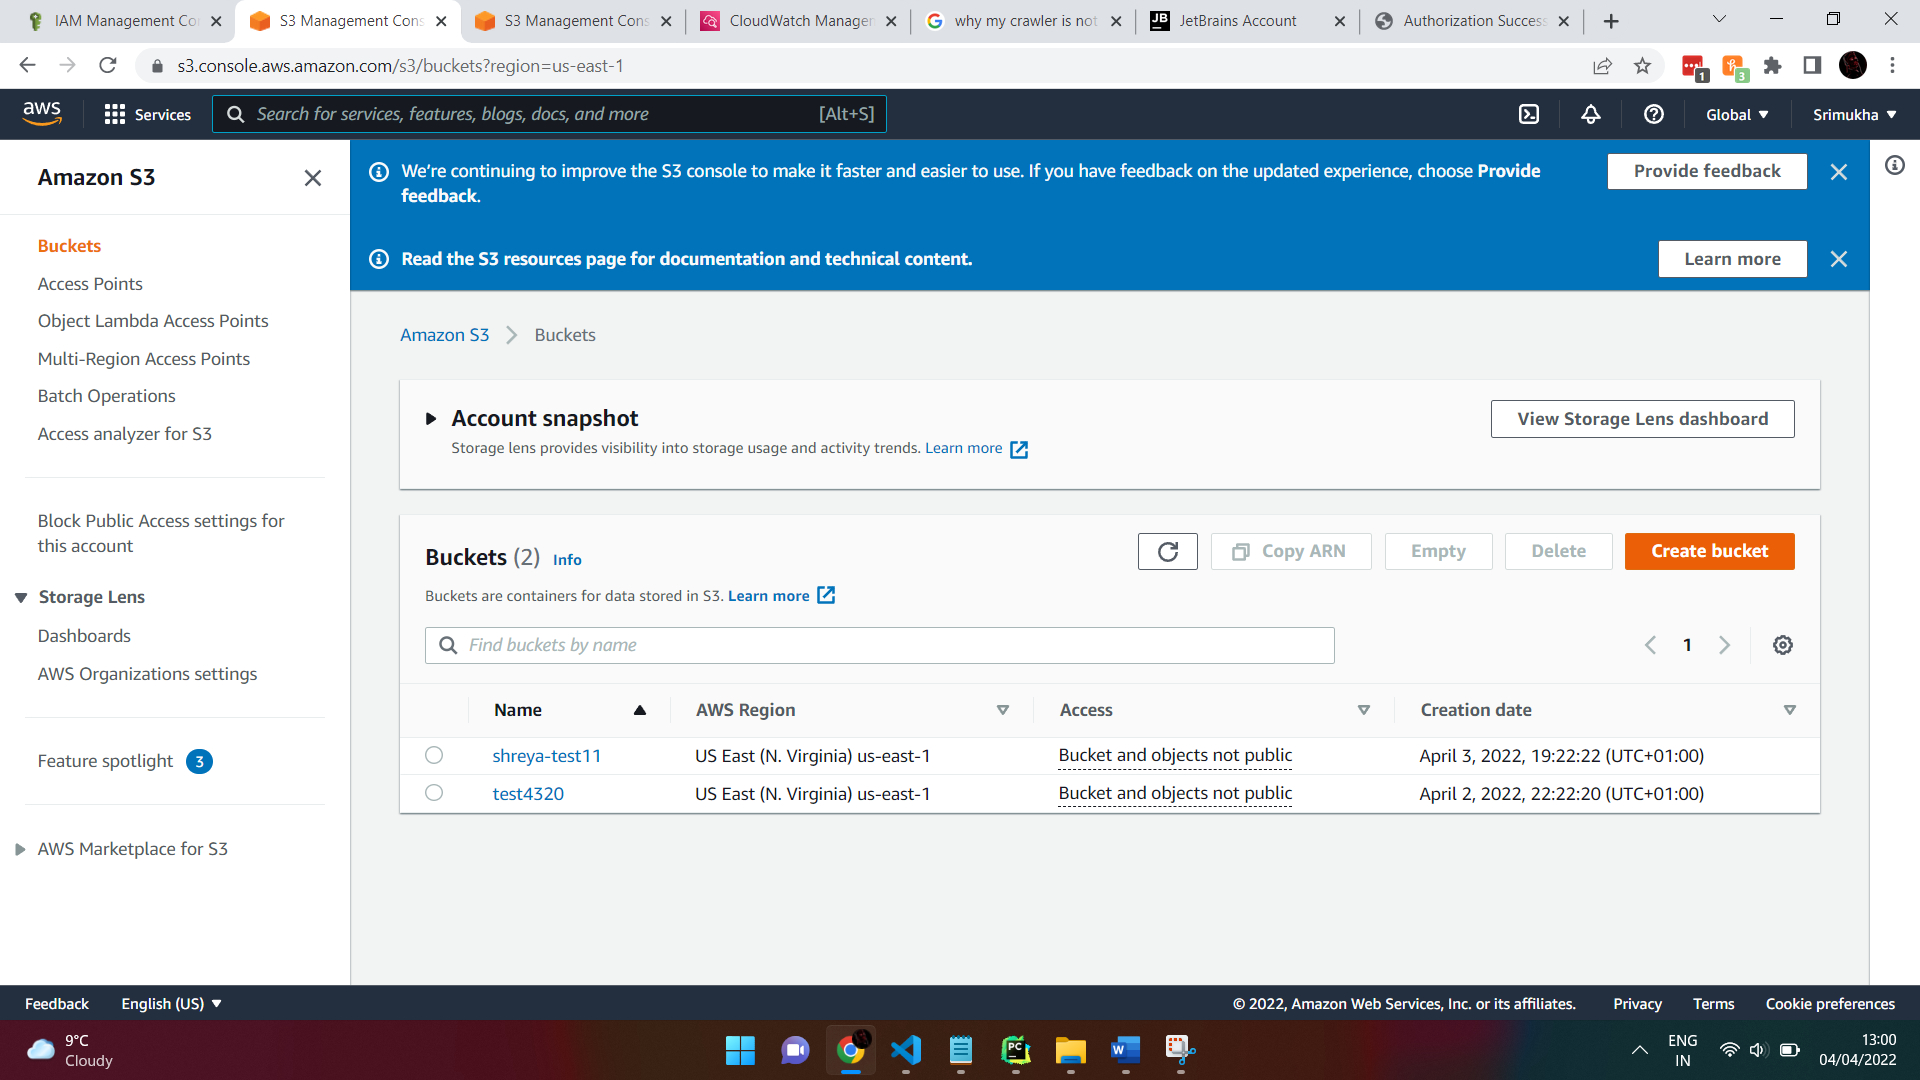 IAM Management Co
S3 Management Cons
S3 Management Cons
CloudWatch Manager
why my crawler is not
JetBrains Account
Authorization Success
s3.console.aws.amazon.com/s3/buckets?region=us-east-1
1
3
aws
Services
Search for services, features, blogs, docs, and more
[Alt+S]
Global
Srimukha
Amazon S3
Buckets
Access Points
Object Lambda Access Points
Multi-Region Access Points
Batch Operations
Access analyzer for S3
Block Public Access settings for
this account
Storage Lens
Dashboards
AWS Organizations settings
Feature spotlight 3
AWS Marketplace for S3
We’re continuing to improve the S3 console to make it faster and easier to use. If you have feedback on the updated experience, choose Provide
feedback.
Provide feedback
Read the S3 resources page for documentation and technical content.
Learn more
Amazon S3
Buckets
Account snapshot
Storage lens provides visibility into storage usage and activity trends. Learn more
View Storage Lens dashboard
Buckets (2) Info
Copy ARN
Empty
Delete
Create bucket
Buckets are containers for data stored in S3. Learn more
Find buckets by name
1
Name AWS Region Access Creation date
shreya-test11 US East (N. Virginia) us-east-1 Bucket and objects not public April 3, 2022, 19:22:22 (UTC+01:00)
test4320 US East (N. Virginia) us-east-1 Bucket and objects not public April 2, 2022, 22:22:20 (UTC+01:00)
Feedback
English (US)
© 2022, Amazon Web Services, Inc. or its affiliates.
Privacy
Terms
Cookie preferences
9°C
Cloudy
PC
W
ENG
IN
13:00
04/04/2022